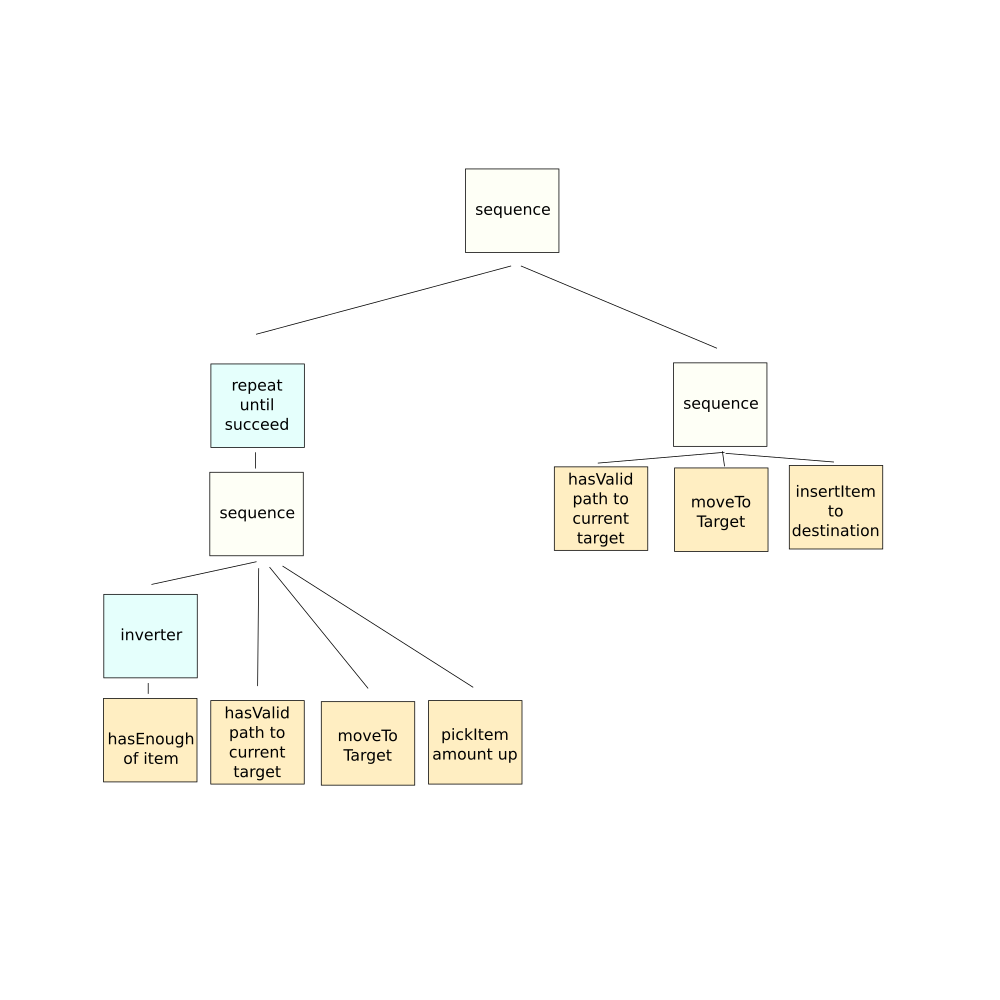 sequence
repeat
until
succeed
sequence
sequence
hasValid
path to
current
target
moveTo
Target
insertItem
to
destination
inverter
hasEnough
of item
hasValid
path to
current
target
moveTo
Target
pickItem
amount up